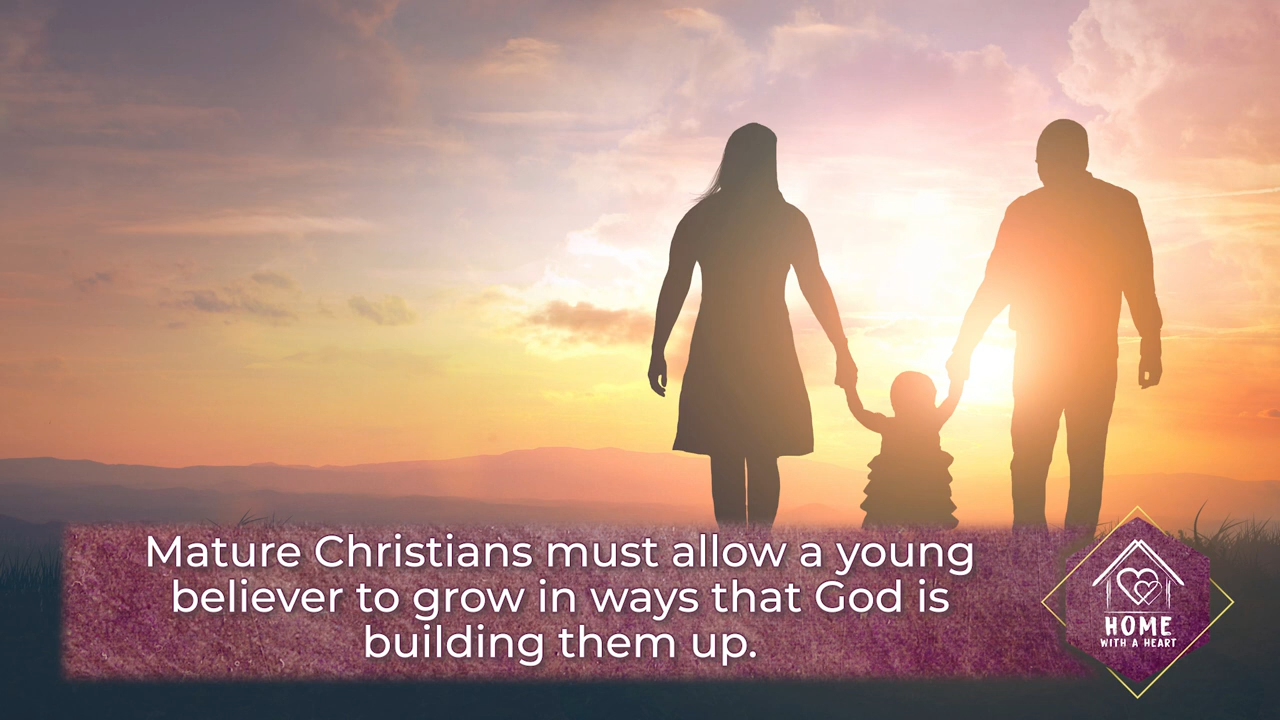 Mature Christians must allow a young
believer to grow in ways that God is
building them up.
HOME
WITH A HEART